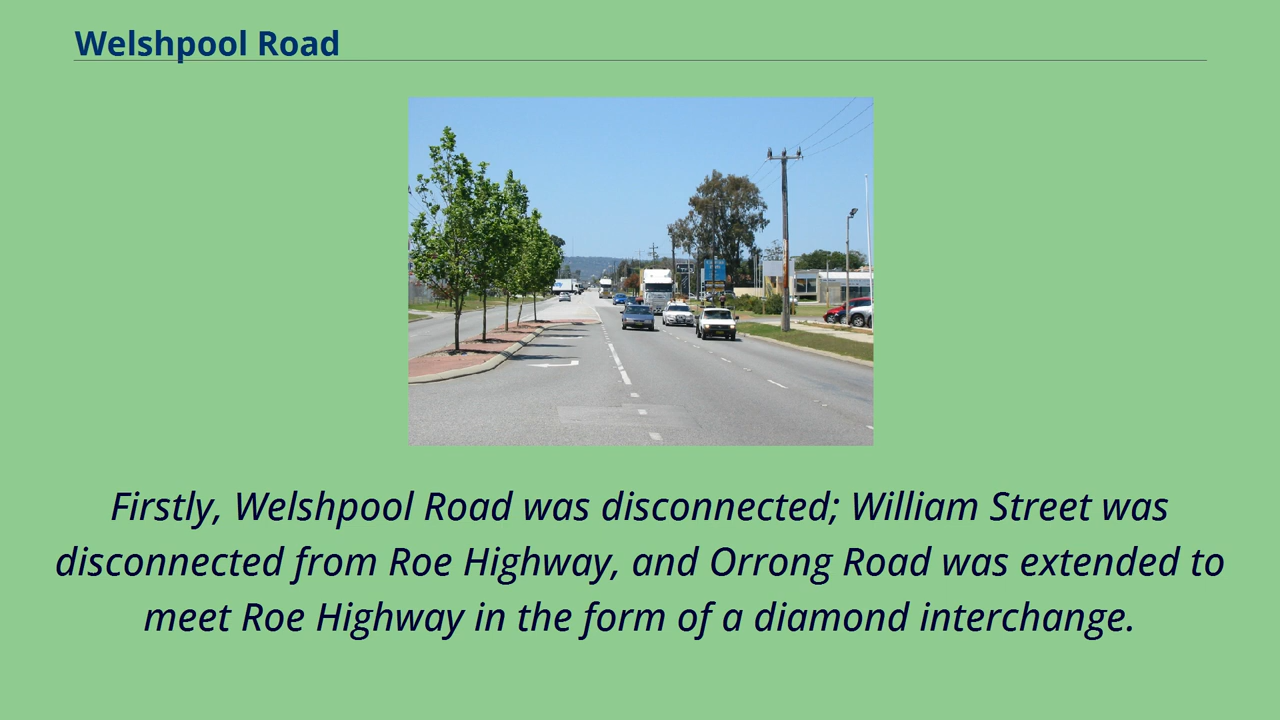 Welshpool Road
Firstly, Welshpool Road was disconnected; William Street was
disconnected from Roe Highway, and Orrong Road was extended to
meet Roe Highway in the form of a diamond interchange.